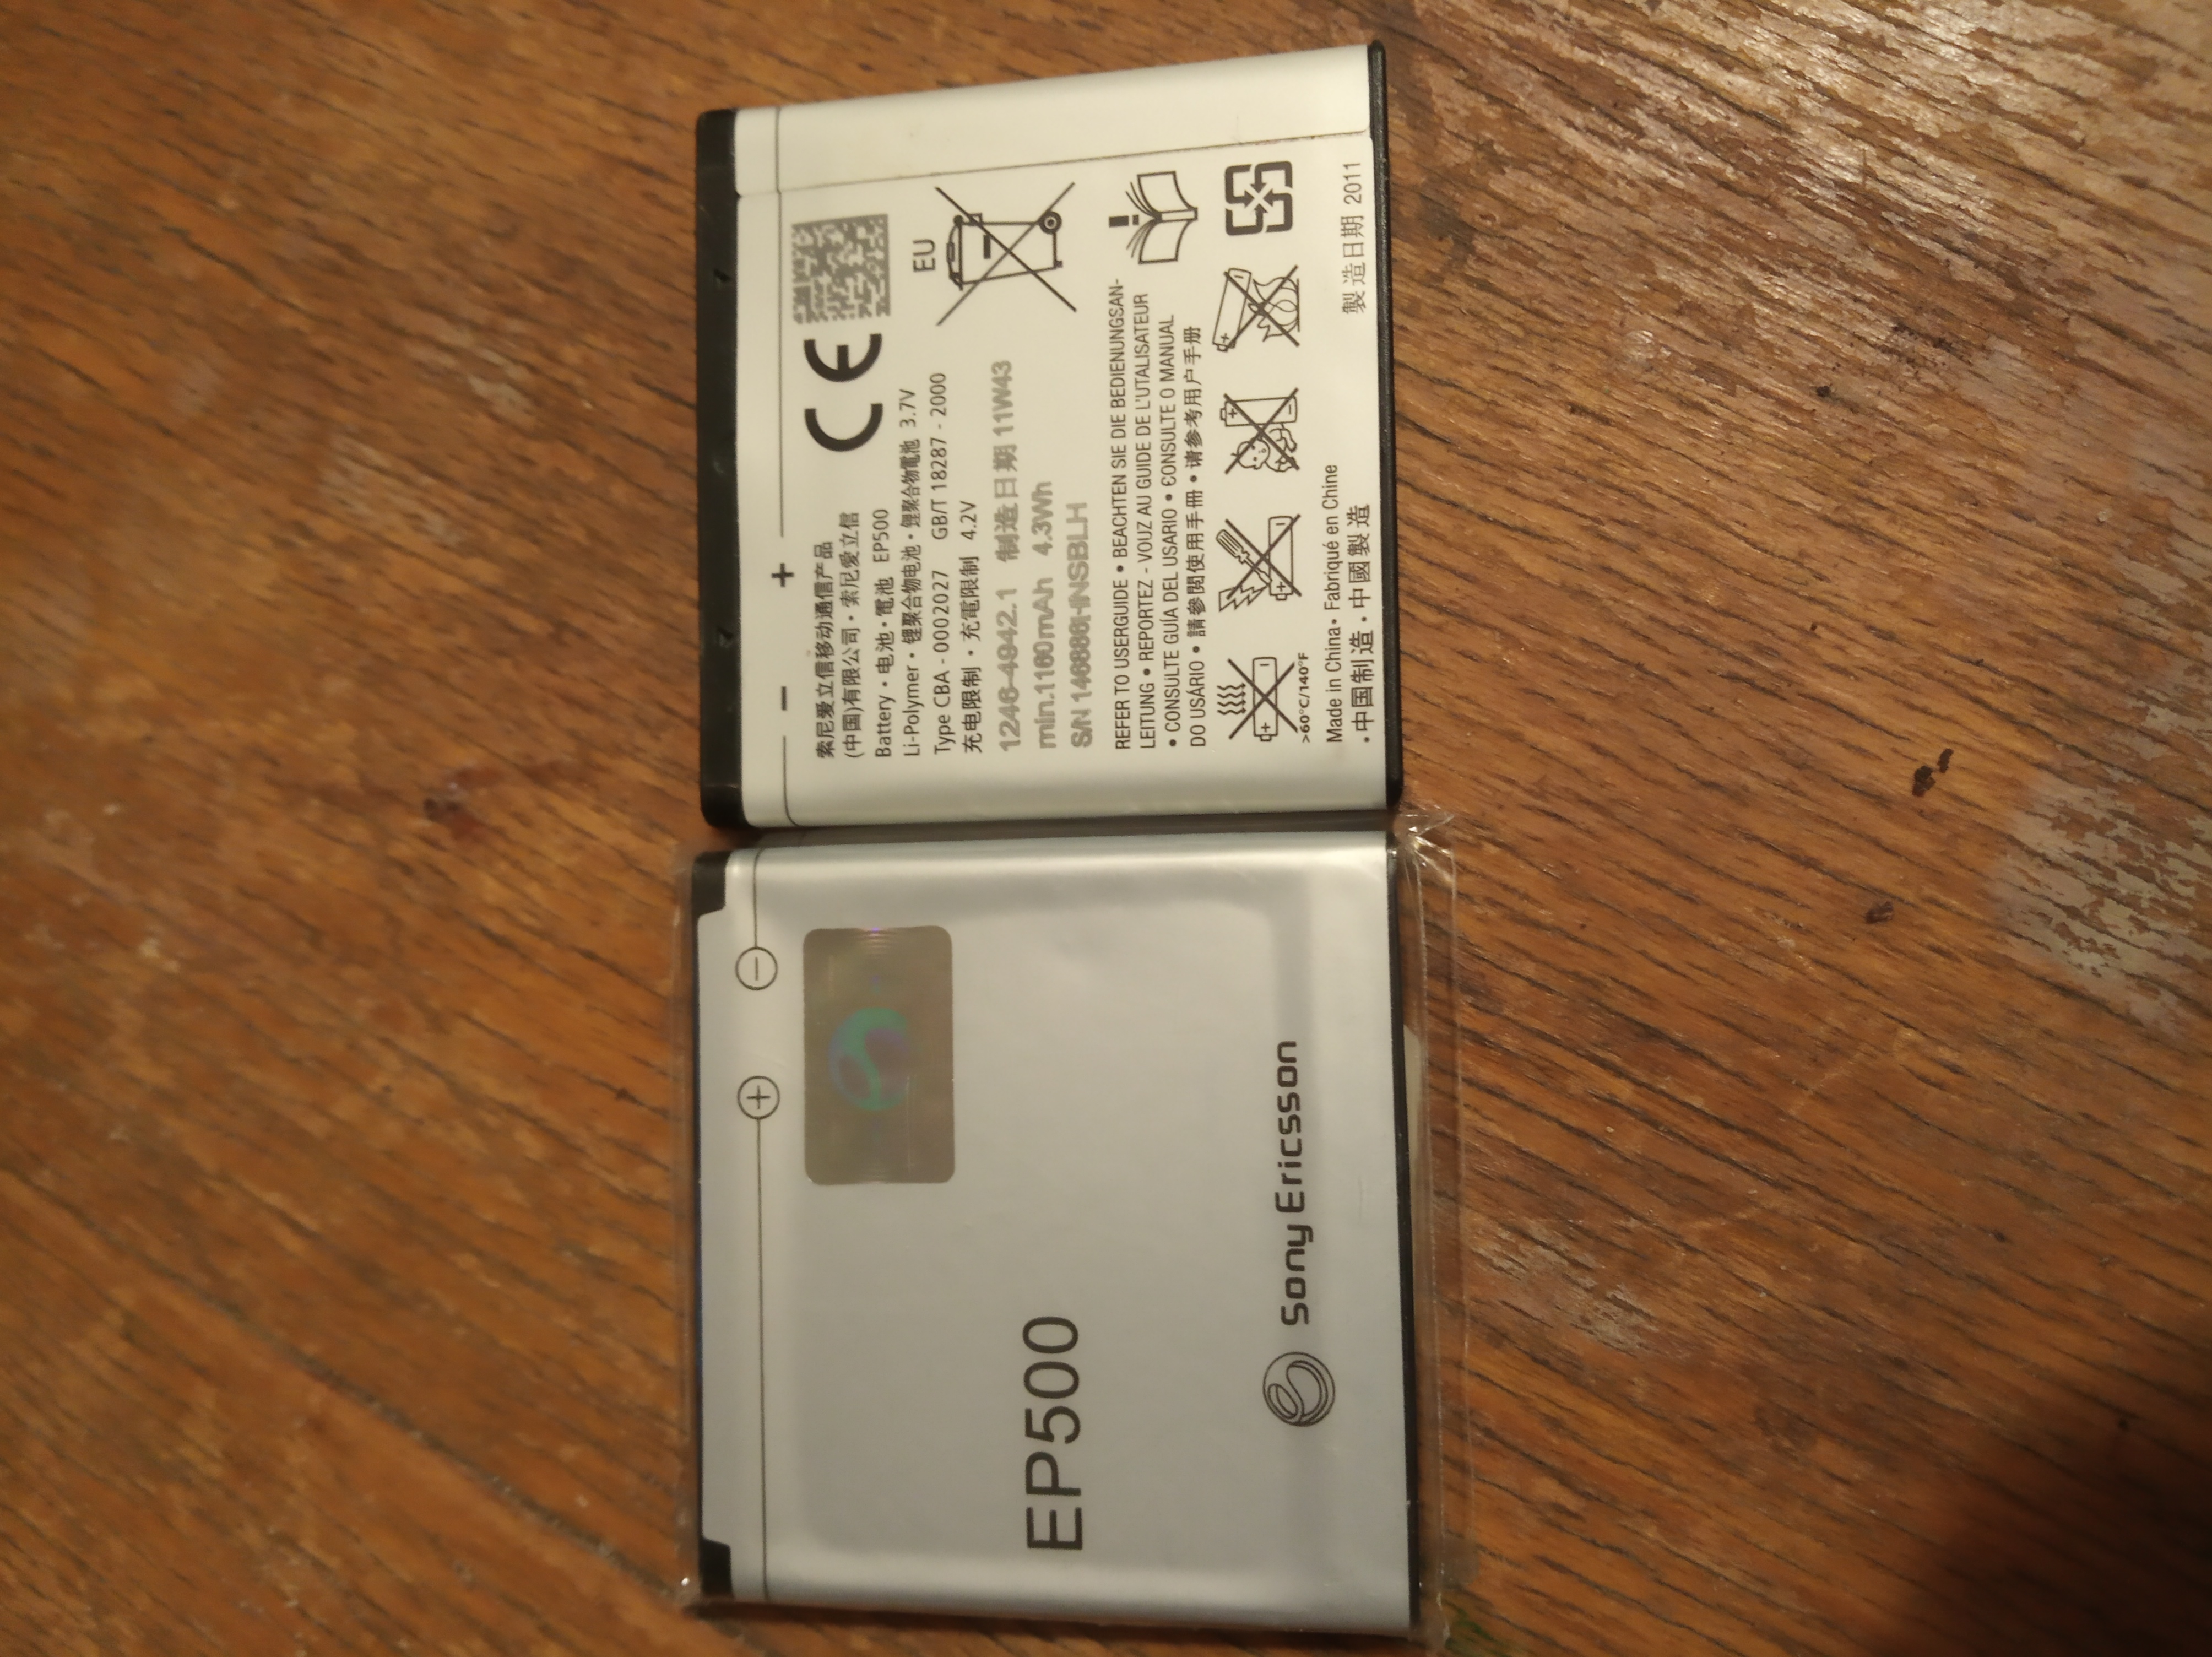 − +
索尼爱立信移动通信产品
(中国)有限公司 · 索尼爱立信
Battery • 电池 • 電池 EP500
Li-Polymer • 锂聚合物电池 • 鋰聚合物電池 3.7V
Type CBA - 0002027 GB/T 18287 - 2000
充电限制 · 充電限制 4.2V
CE
EU
1246-4942.1 制造日期 11W43
min.1160mAh 4.3Wh
REFER TO USERGUIDE • BEACHTEN SIE DIE BEDIENUNGSAN-
LEITUNG • REPORTEZ - VOUZ AU GUIDE DE L'UTALISATEUR
• CONSULTE GUÍA DEL USARIO • CONSULTE O MANUAL
DO USÁRIO • 請參閱使用手冊 • 请参考用户手册
>60°C/140°F
Made in China • Fabriqué en Chine
• 中国制造 • 中國製造
製造日期 2011
+ −
EP500
Sony Ericsson